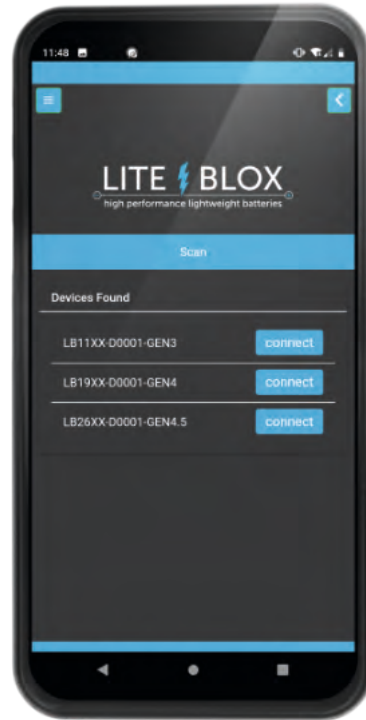 11:48
LITE BLOX
high performance lightweight batteries
Scan
Devices Found
LB11XX-D0001-GEN3 connect
LB19XX-D0001-GEN4 connect
LB26XX-D0001-GEN4.5 connect